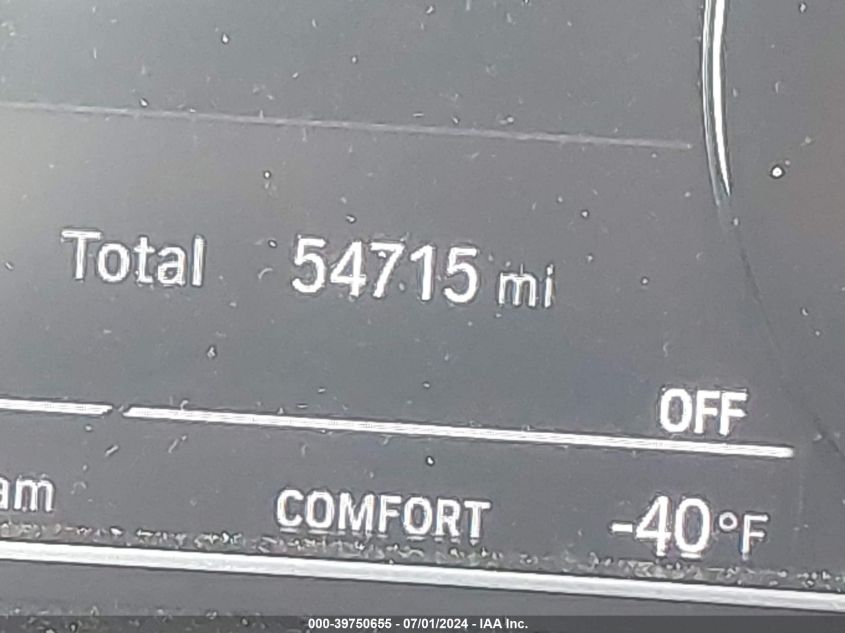 Total 54715 mi
OFF
am COMFORT -40°F
000-39750655 - 07/01/2024 - IAA Inc.